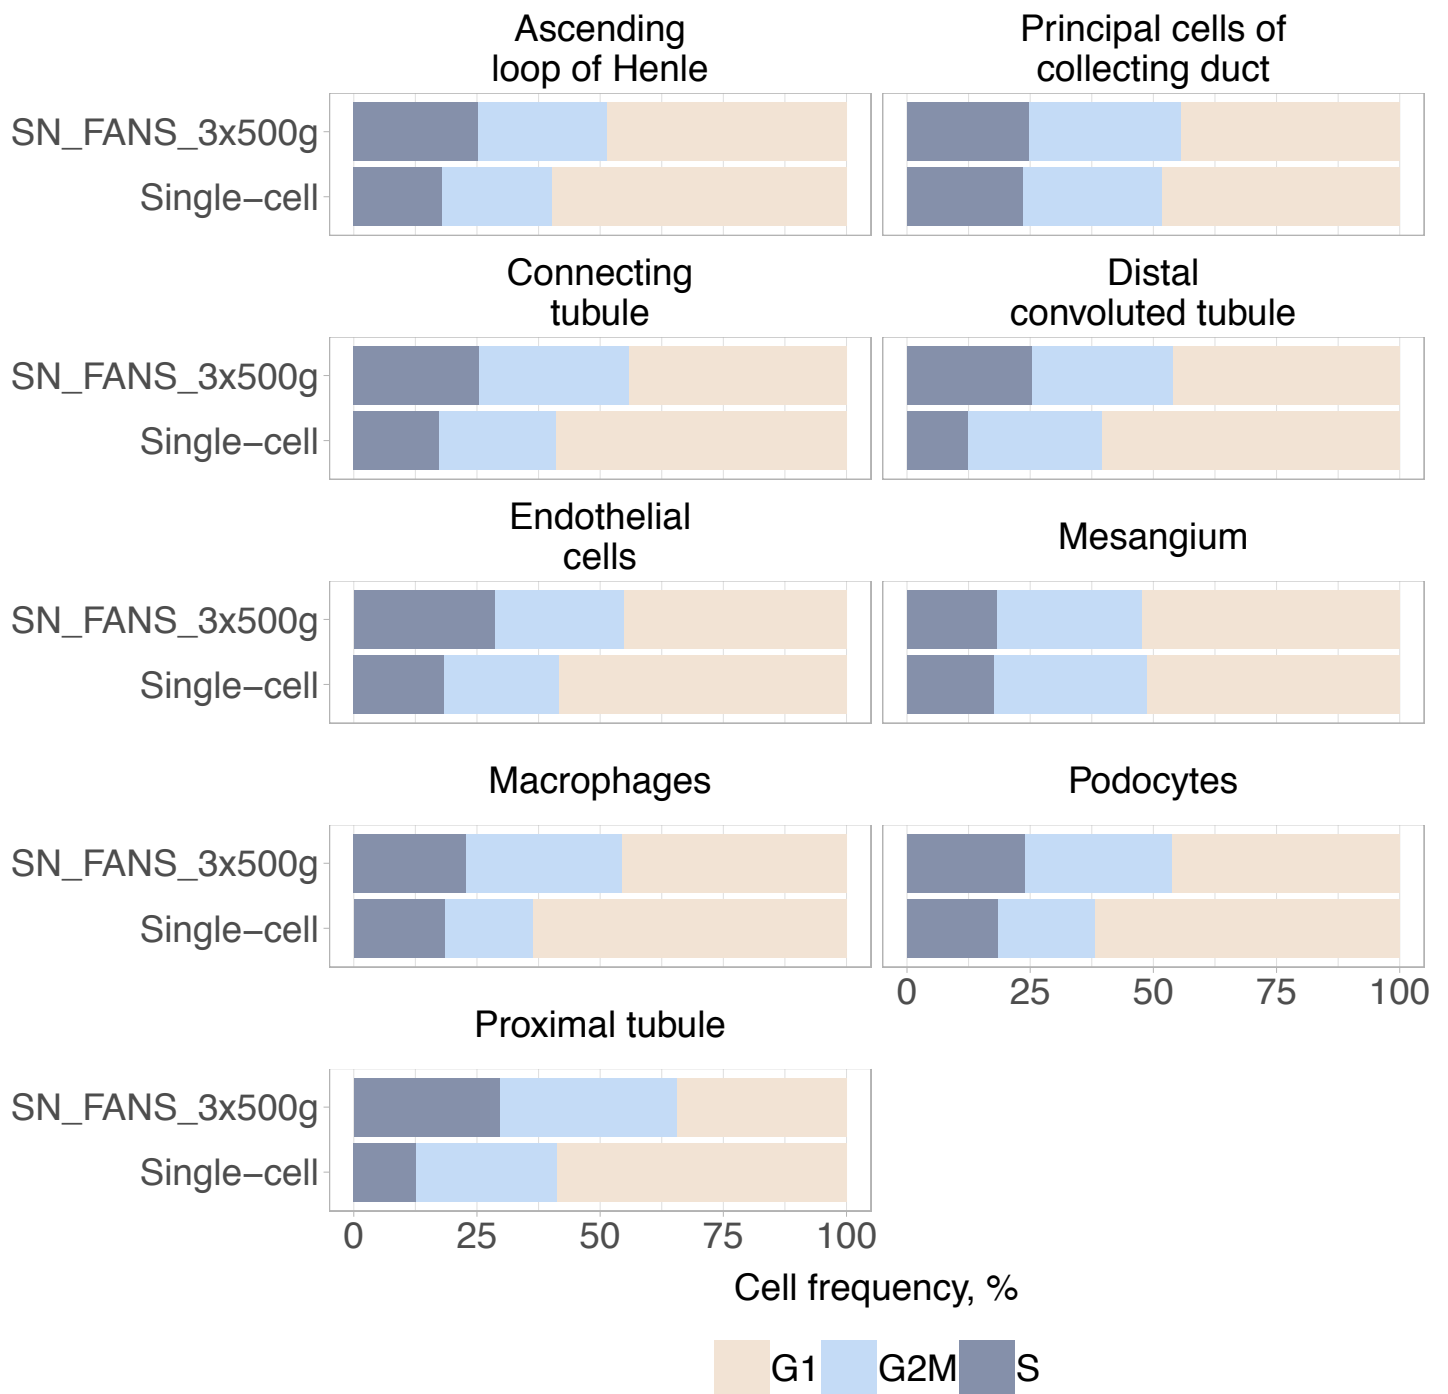 Ascending
loop of Henle
Principal cells of
collecting duct
SN_FANS_3x500g
Single−cell
Connecting
tubule
Distal
convoluted tubule
SN_FANS_3x500g
Single−cell
Endothelial
cells
Mesangium
SN_FANS_3x500g
Single−cell
Macrophages
Podocytes
SN_FANS_3x500g
Single−cell
0 25 50 75 100
Proximal tubule
SN_FANS_3x500g
Single−cell
0 25 50 75 100
Cell frequency, %
G1 G2M S